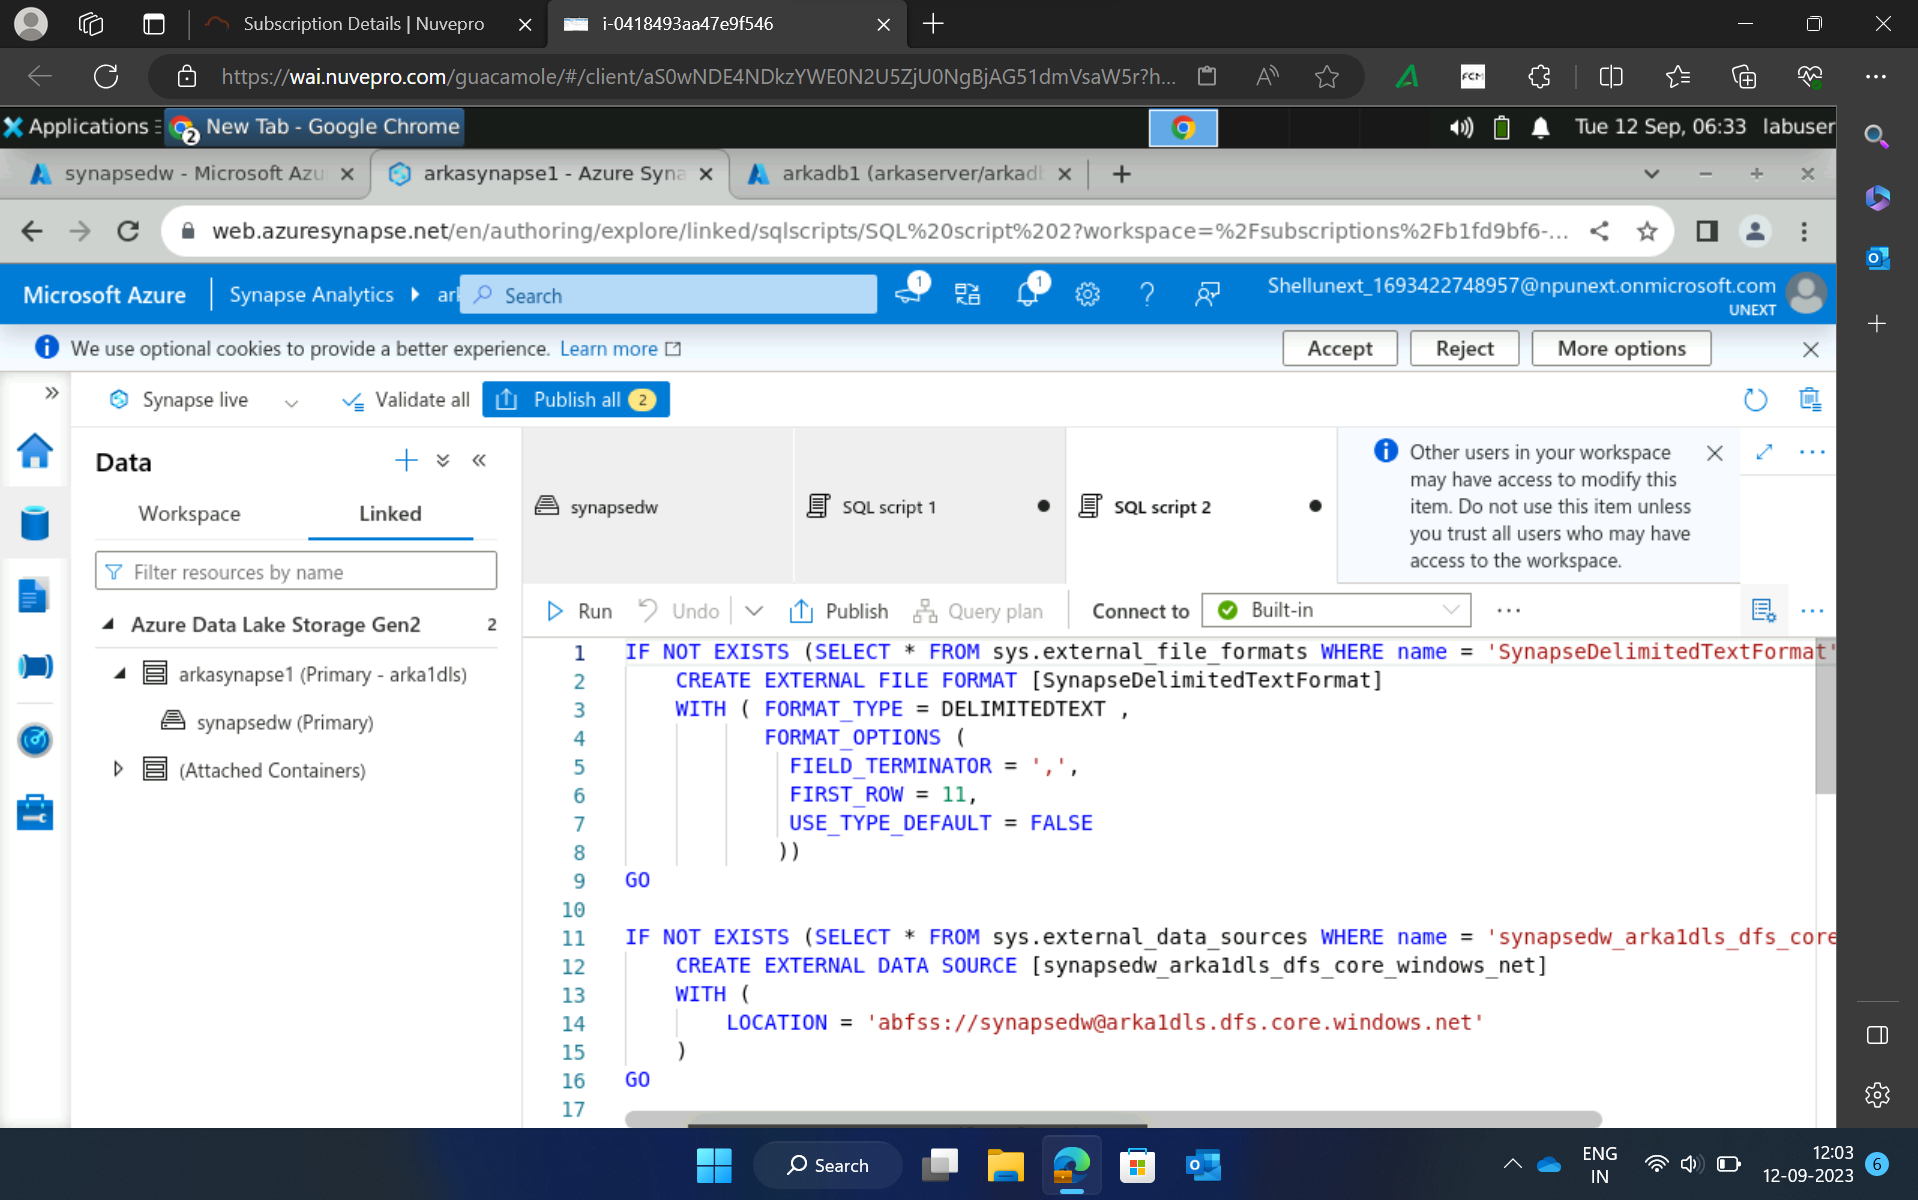 Subscription Details | Nuvepro
i-0418493aa47e9f546
https://wai.nuvepro.com/guacamole/#/client/aS0wNDE4NDkzYWE0N2U5ZjU0NgBjAG51dmVsaW5r?h...
Applications
2 New Tab - Google Chrome
Tue 12 Sep, 06:33 labuser
synapsedw - Microsoft Azu
arkasynapse1 - Azure Syna
arkadb1 (arkaserver/arkadb
web.azuresynapse.net/en/authoring/explore/linked/sqlscripts/SQL%20script%202?workspace=%2Fsubscriptions%2Fb1fd9bf6-...
Microsoft Azure
Synapse Analytics
ark
Search
1
1
Shellunext_1693422748957@npunext.onmicrosoft.com
UNEXT
We use optional cookies to provide a better experience. Learn more
Accept
Reject
More options
Synapse live
Validate all
Publish all 2
Data
Workspace
Linked
Filter resources by name
Azure Data Lake Storage Gen2 2
arkasynapse1 (Primary - arka1dls)
synapsedw (Primary)
(Attached Containers)
synapsedw
SQL script 1
SQL script 2
Other users in your workspace
may have access to modify this
item. Do not use this item unless
you trust all users who may have
access to the workspace.
Run
Undo
Publish
Query plan
Connect to
Built-in
1 IF NOT EXISTS (SELECT * FROM sys.external_file_formats WHERE name = 'SynapseDelimitedTextFormat'
2 CREATE EXTERNAL FILE FORMAT [SynapseDelimitedTextFormat]
3 WITH ( FORMAT_TYPE = DELIMITEDTEXT ,
4 FORMAT_OPTIONS (
5 FIELD_TERMINATOR = ',',
6 FIRST_ROW = 11,
7 USE_TYPE_DEFAULT = FALSE
8 ))
9 GO
10
11 IF NOT EXISTS (SELECT * FROM sys.external_data_sources WHERE name = 'synapsedw_arka1dls_dfs_core
12 CREATE EXTERNAL DATA SOURCE [synapsedw_arka1dls_dfs_core_windows_net]
13 WITH (
14 LOCATION = 'abfss://synapsedw@arka1dls.dfs.core.windows.net'
15 )
16 GO
17
Search
ENG
IN
12:03
12-09-2023
6